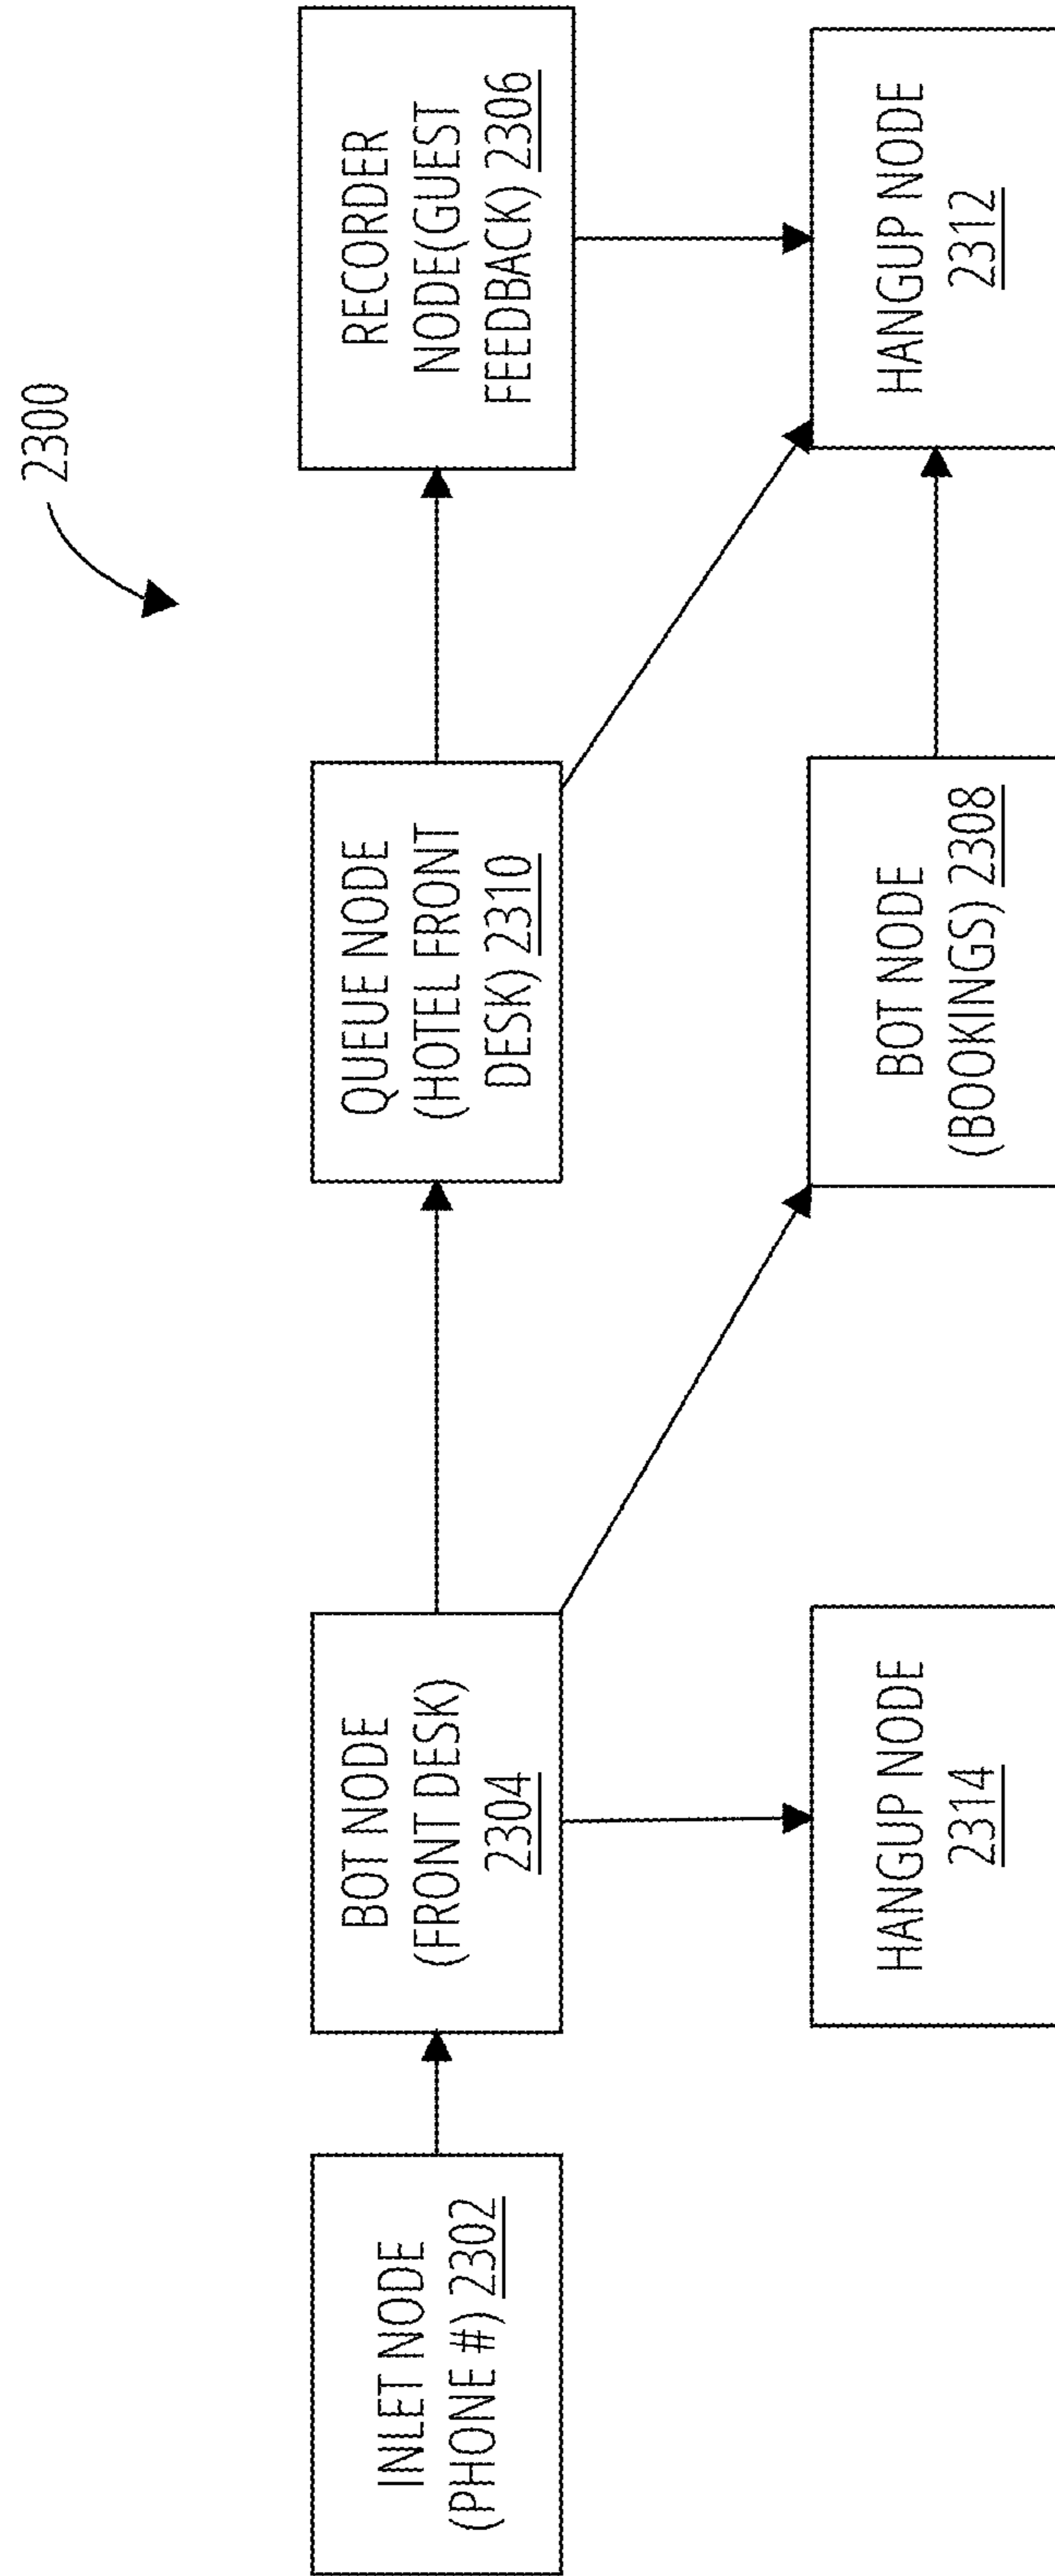 2300
INLET NODE
(PHONE #) 2302
BOT NODE
(FRONT DESK)
2304
QUEUE NODE
(HOTEL FRONT
DESK) 2310
RECORDER
NODE(GUEST
FEEDBACK) 2306
HANGUP NODE
2314
BOT NODE
(BOOKINGS) 2308
HANGUP NODE
2312